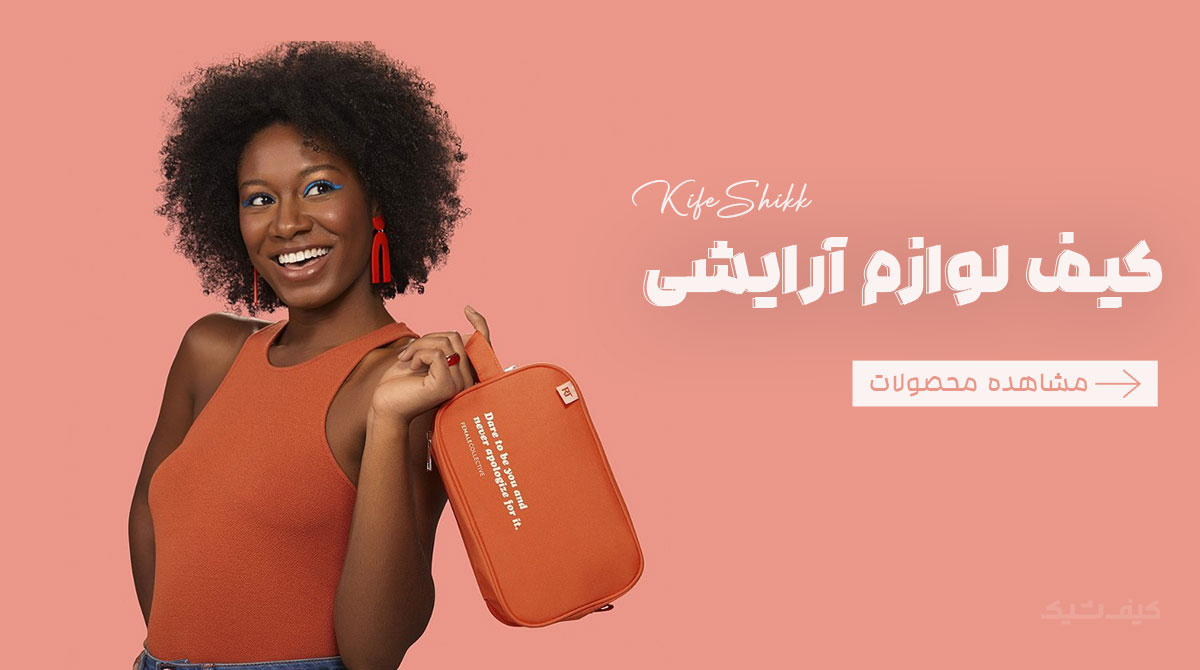 KifeShikk
کیف لوازم آرایشی
مشاهده محصولات
Dare to be you and
never apologize for it.
FEMALECOLLECTIVE
کیف شیک